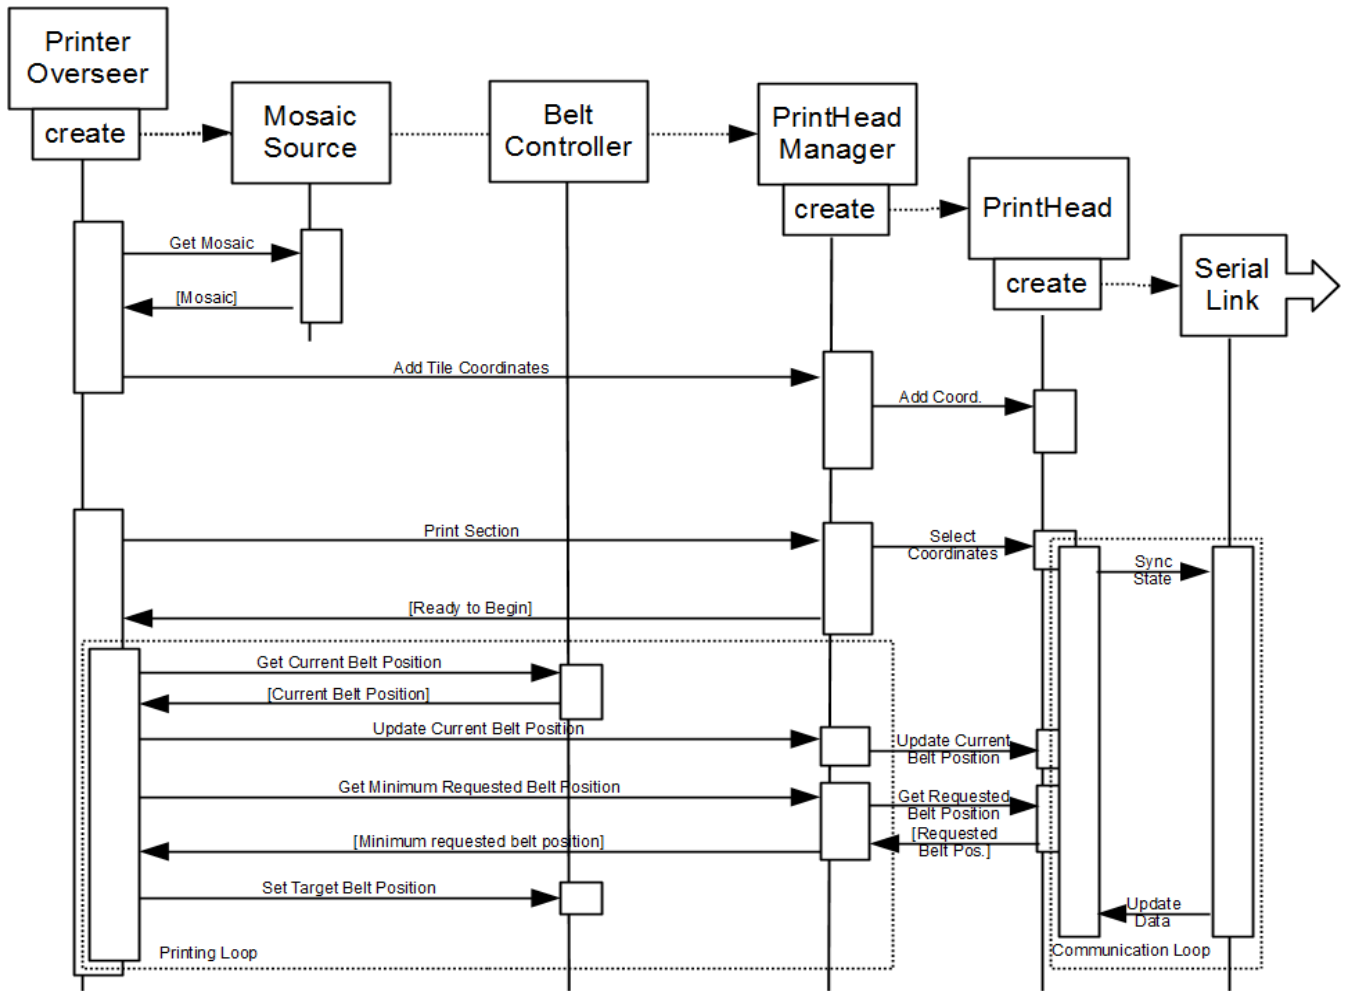 Printer
Overseer
create
Mosaic
Source
Belt
Controller
PrintHead
Manager
create
PrintHead
create
Serial
Link
Get Mosaic
[Mosaic]
Add Tile Coordinates
Add Coord.
Print Section
Select
Coordinates
Sync
State
[Ready to Begin]
Get Current Belt Position
[Current Belt Position]
Update Current Belt Position
Update Current
Belt Position
Get Minimum Requested Belt Position
Get Requested
Belt Position
[Minimum requested belt position]
[Requested
Belt Pos.]
Set Target Belt Position
Update
Data
Printing Loop
Communication Loop